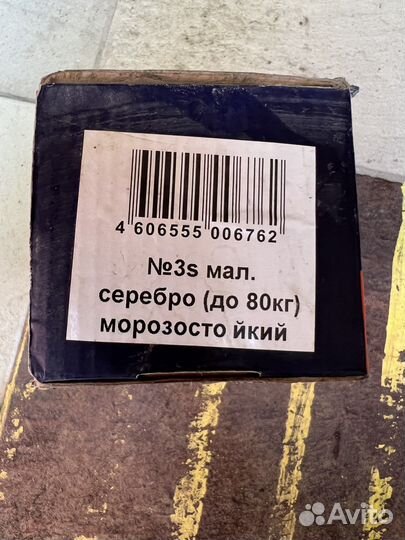 4 606555 006762
№3s мал.
серебро (до 80кг)
морозосто йкий
Avito